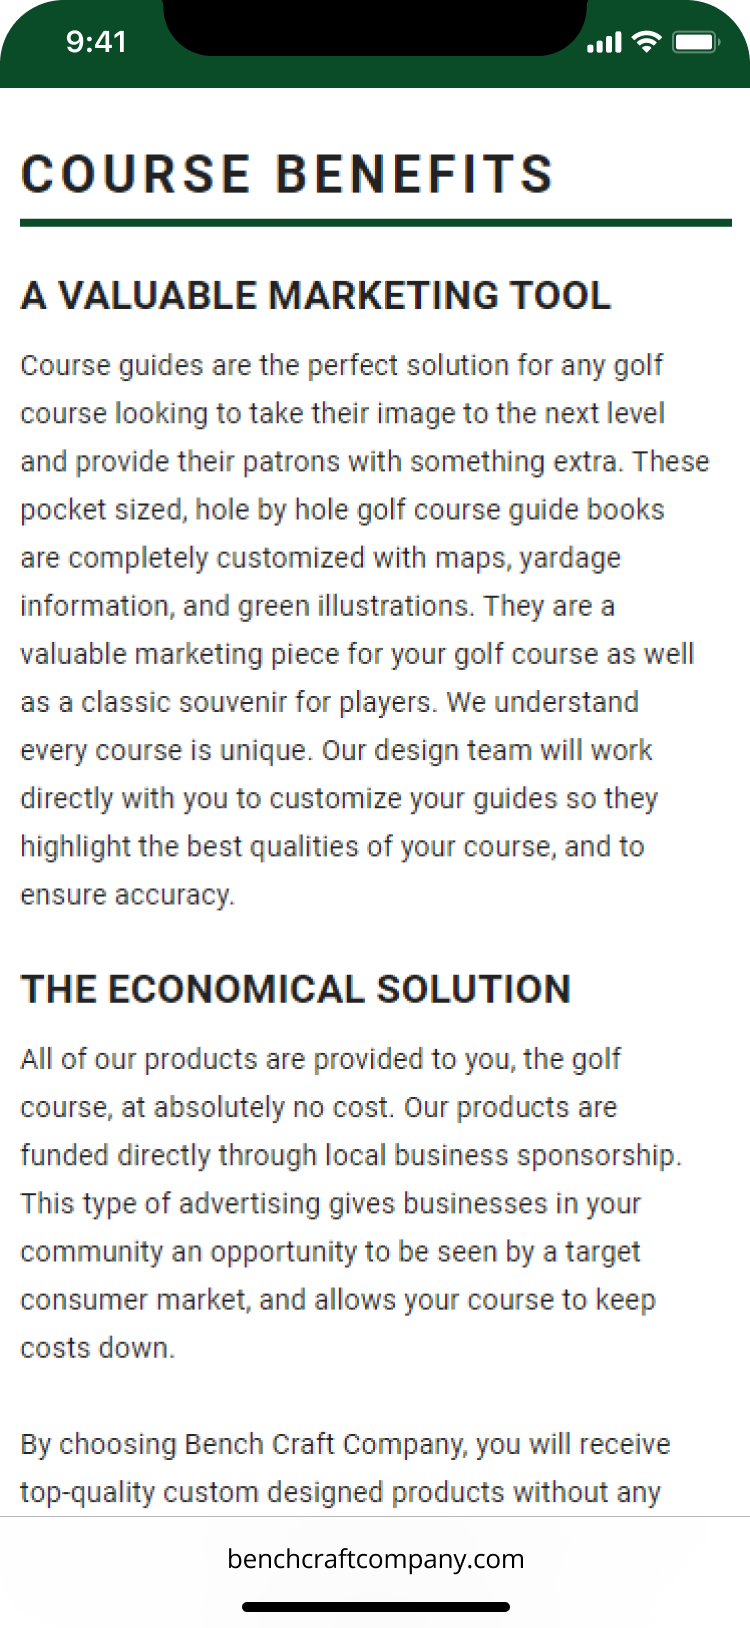 9:41
COURSE BENEFITS
A VALUABLE MARKETING TOOL
Course guides are the perfect solution for any golf
course looking to take their image to the next level
and provide their patrons with something extra. These
pocket sized, hole by hole golf course guide books
are completely customized with maps, yardage
information, and green illustrations. They are a
valuable marketing piece for your golf course as well
as a classic souvenir for players. We understand
every course is unique. Our design team will work
directly with you to customize your guides so they
highlight the best qualities of your course, and to
ensure accuracy.
THE ECONOMICAL SOLUTION
All of our products are provided to you, the golf
course, at absolutely no cost. Our products are
funded directly through local business sponsorship.
This type of advertising gives businesses in your
community an opportunity to be seen by a target
consumer market, and allows your course to keep
costs down.
By choosing Bench Craft Company, you will receive
top-quality custom designed products without any
benchcraftcompany.com